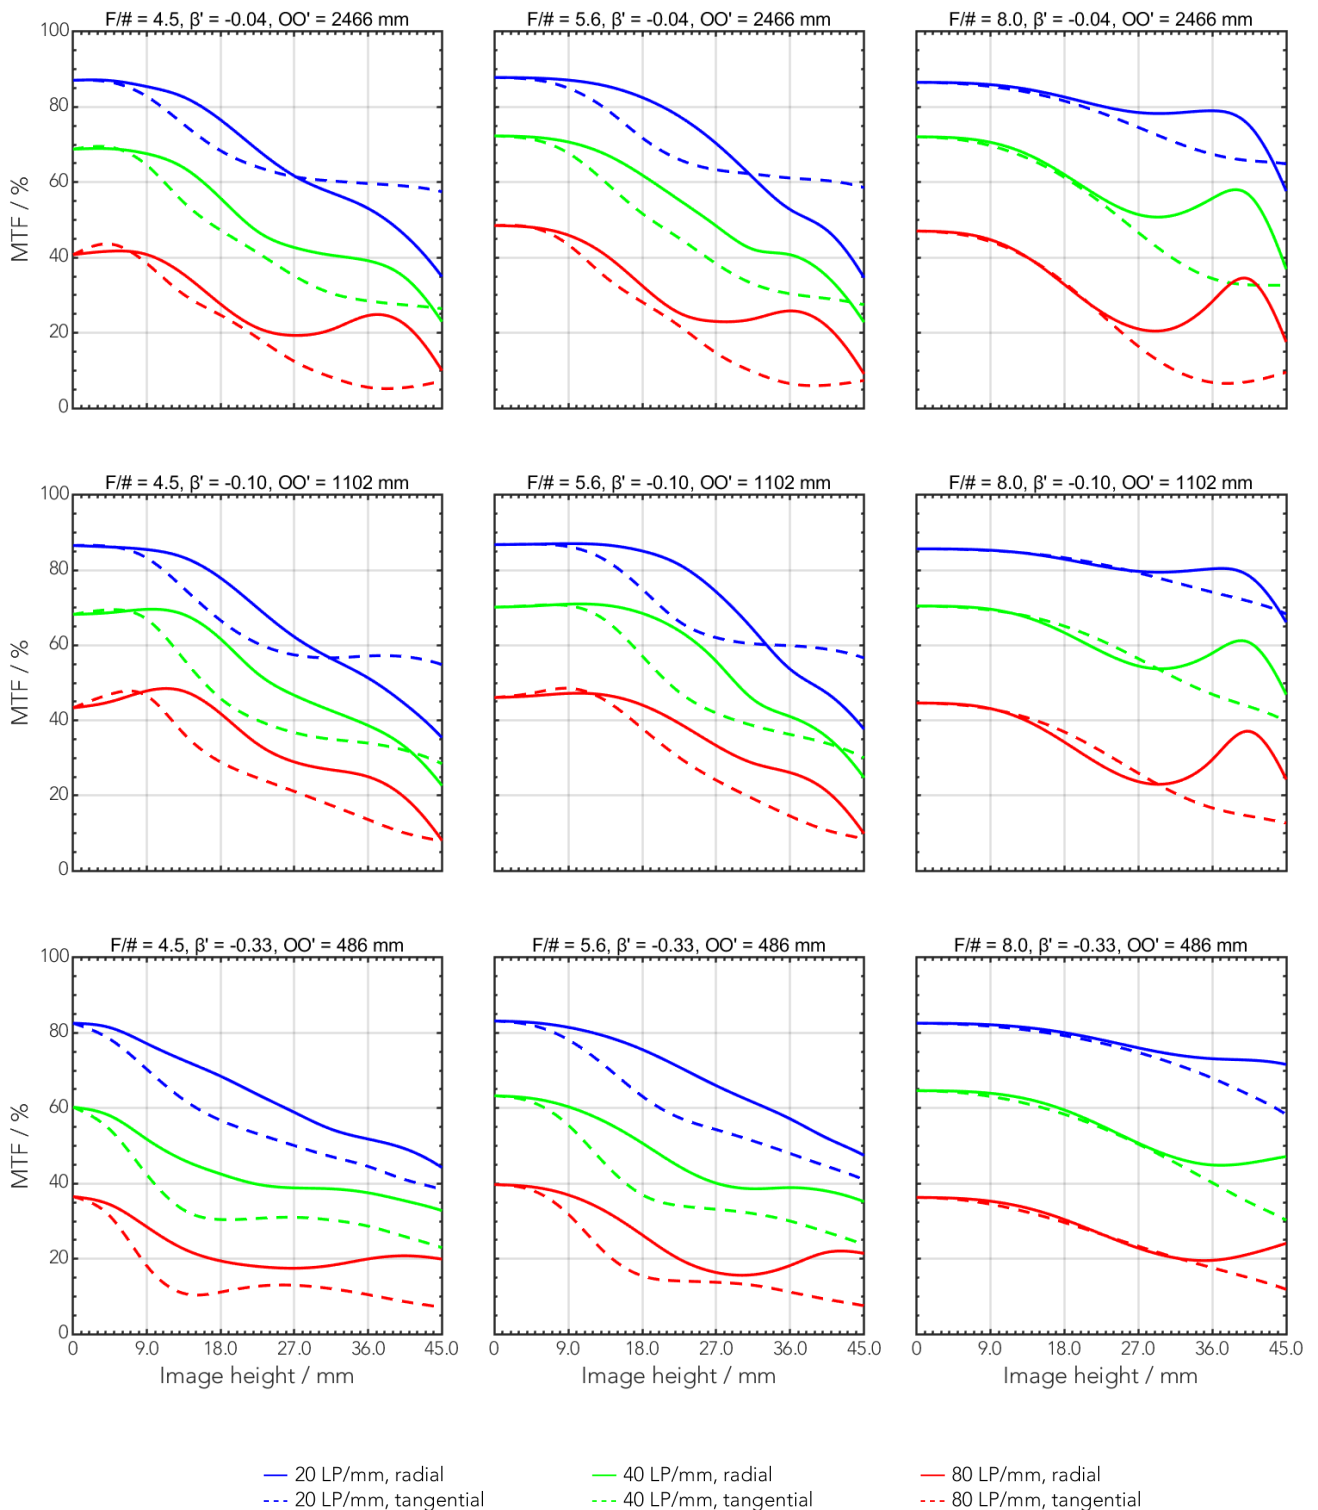 F/# = 4.5, β' = -0.04, OO' = 2466 mm
F/# = 5.6, β' = -0.04, OO' = 2466 mm
F/# = 8.0, β' = -0.04, OO' = 2466 mm
100
80
60
40
20
0
MTF / %
F/# = 4.5, β' = -0.10, OO' = 1102 mm
F/# = 5.6, β' = -0.10, OO' = 1102 mm
F/# = 8.0, β' = -0.10, OO' = 1102 mm
100
80
60
40
20
0
MTF / %
F/# = 4.5, β' = -0.33, OO' = 486 mm
F/# = 5.6, β' = -0.33, OO' = 486 mm
F/# = 8.0, β' = -0.33, OO' = 486 mm
100
80
60
40
20
0
MTF / %
0 9.0 18.0 27.0 36.0 45.0
0 9.0 18.0 27.0 36.0 45.0
0 9.0 18.0 27.0 36.0 45.0
Image height / mm
Image height / mm
Image height / mm
20 LP/mm, radial
40 LP/mm, radial
80 LP/mm, radial
20 LP/mm, tangential
40 LP/mm, tangential
80 LP/mm, tangential